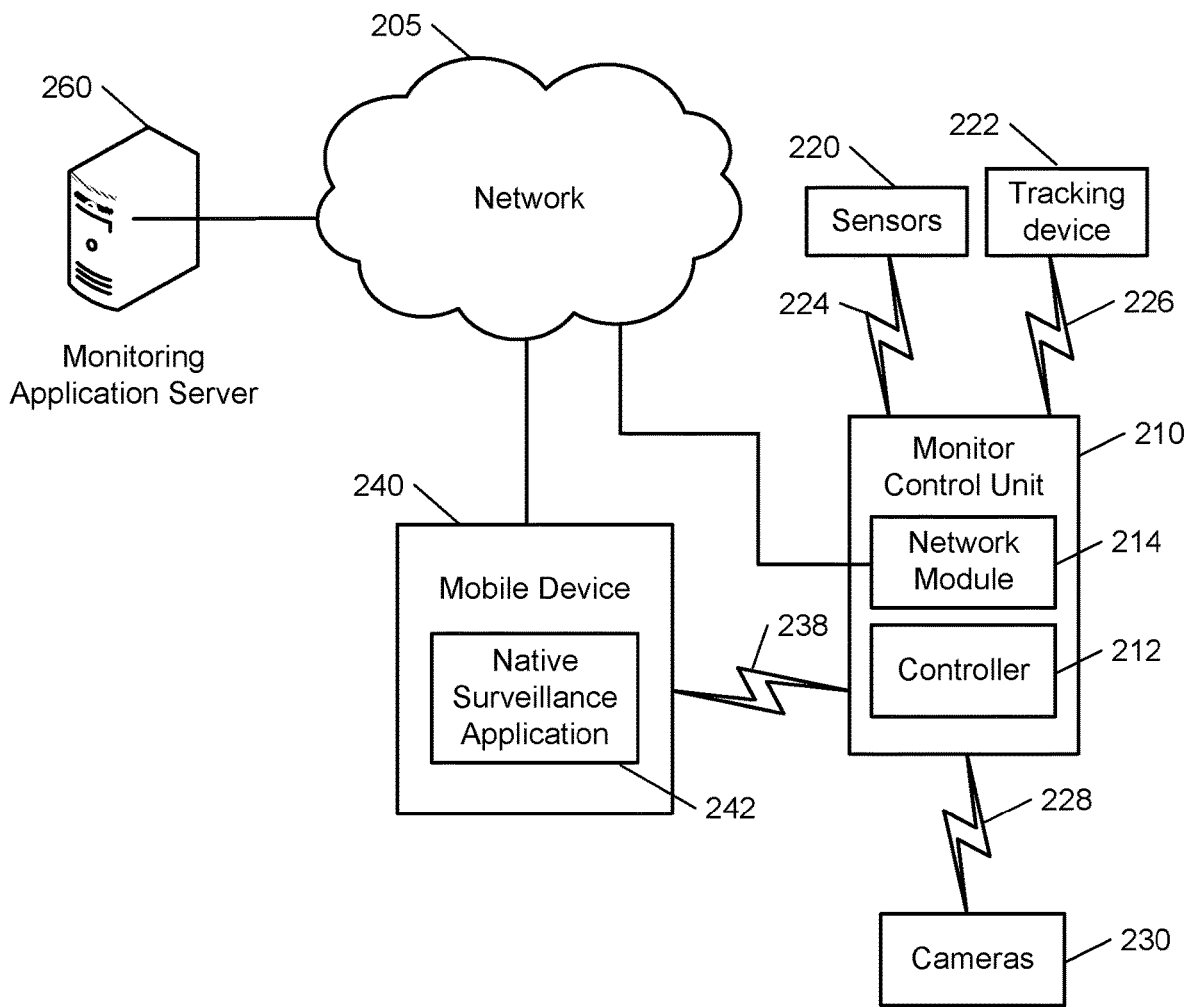 205
260
Network
222
220
Tracking
device
Sensors
224
226
Monitoring
Application Server
210
Monitor
Control Unit
240
Network
Module
214
Mobile Device
238
Controller
212
Native
Surveillance
Application
242
228
Cameras
230